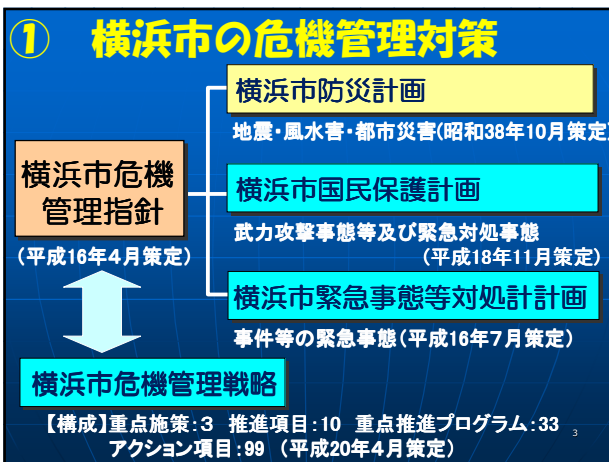 ① 横浜市の危機管理対策
横浜市防災計画
地震・風水害・都市災害(昭和38年10月策定)
横浜市危機
管理指針
(平成16年4月策定)
横浜市国民保護計画
武力攻撃事態等及び緊急対処事態
(平成18年11月策定)
横浜市緊急事態等対処計計画
事件等の緊急事態(平成16年7月策定)
横浜市危機管理戦略
【構成】重点施策:3 推進項目:10 重点推進プログラム:33
アクション項目:99 (平成20年4月策定)
3